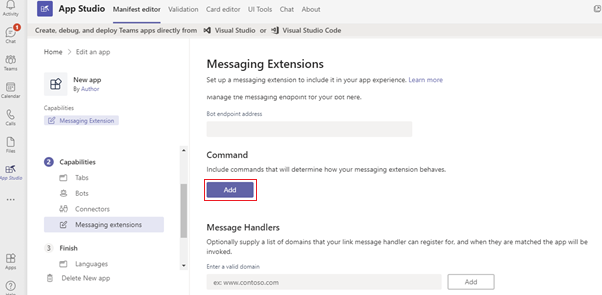 Activity
Chat
1
Teams
Calendar
Calls
Files
App Studio
Apps
App Studio
Manifest editor
Validation
Card editor
UI Tools
Chat
About
Create, debug, and deploy Teams apps directly from Visual Studio or Visual Studio Code
Home > Edit an app
New app
By Author
Capabilities
Messaging Extension
2 Capabilities
Tabs
Bots
Connectors
Messaging extensions
3 Finish
Languages
Delete New app
Messaging Extensions
Set up a messaging extension to include it in your app experience. Learn more
Manage the messaging endpoint for your bot here.
Bot endpoint address
Command
Include commands that will determine how your messaging extension behaves.
Add
Message Handlers
Optionally supply a list of domains that your link message handler can register for, and when they are matched the app will be
invoked.
Enter a valid domain
ex: www.contoso.com
Add